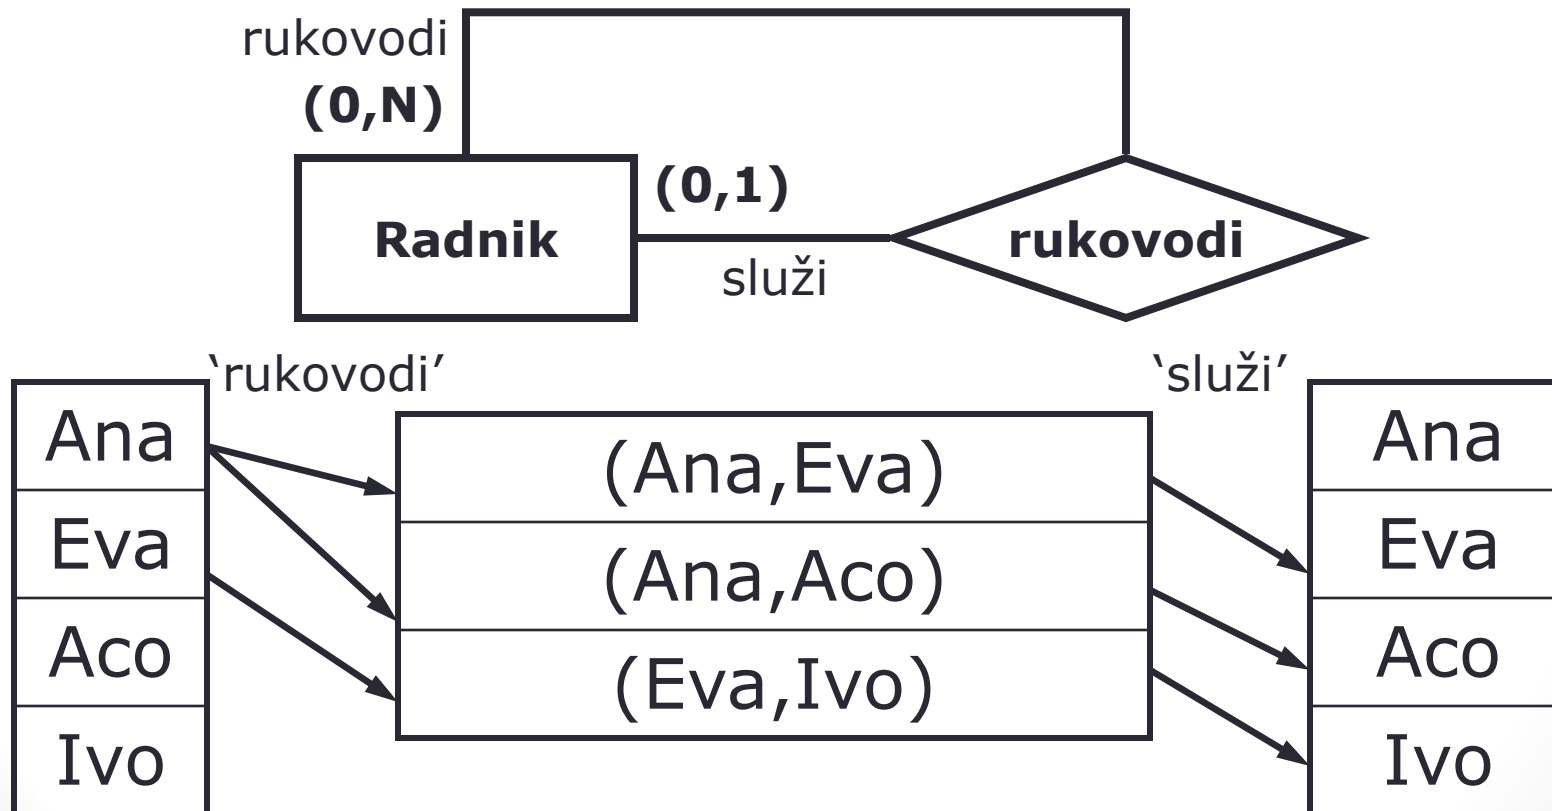 rukovodi
(0,N)
(0,1)
Radnik
rukovodi
služi
‘rukovodi’
‘služi’
Ana
Eva
Aco
Ivo
(Ana,Eva)
(Ana,Aco)
(Eva,Ivo)
Ana
Eva
Aco
Ivo